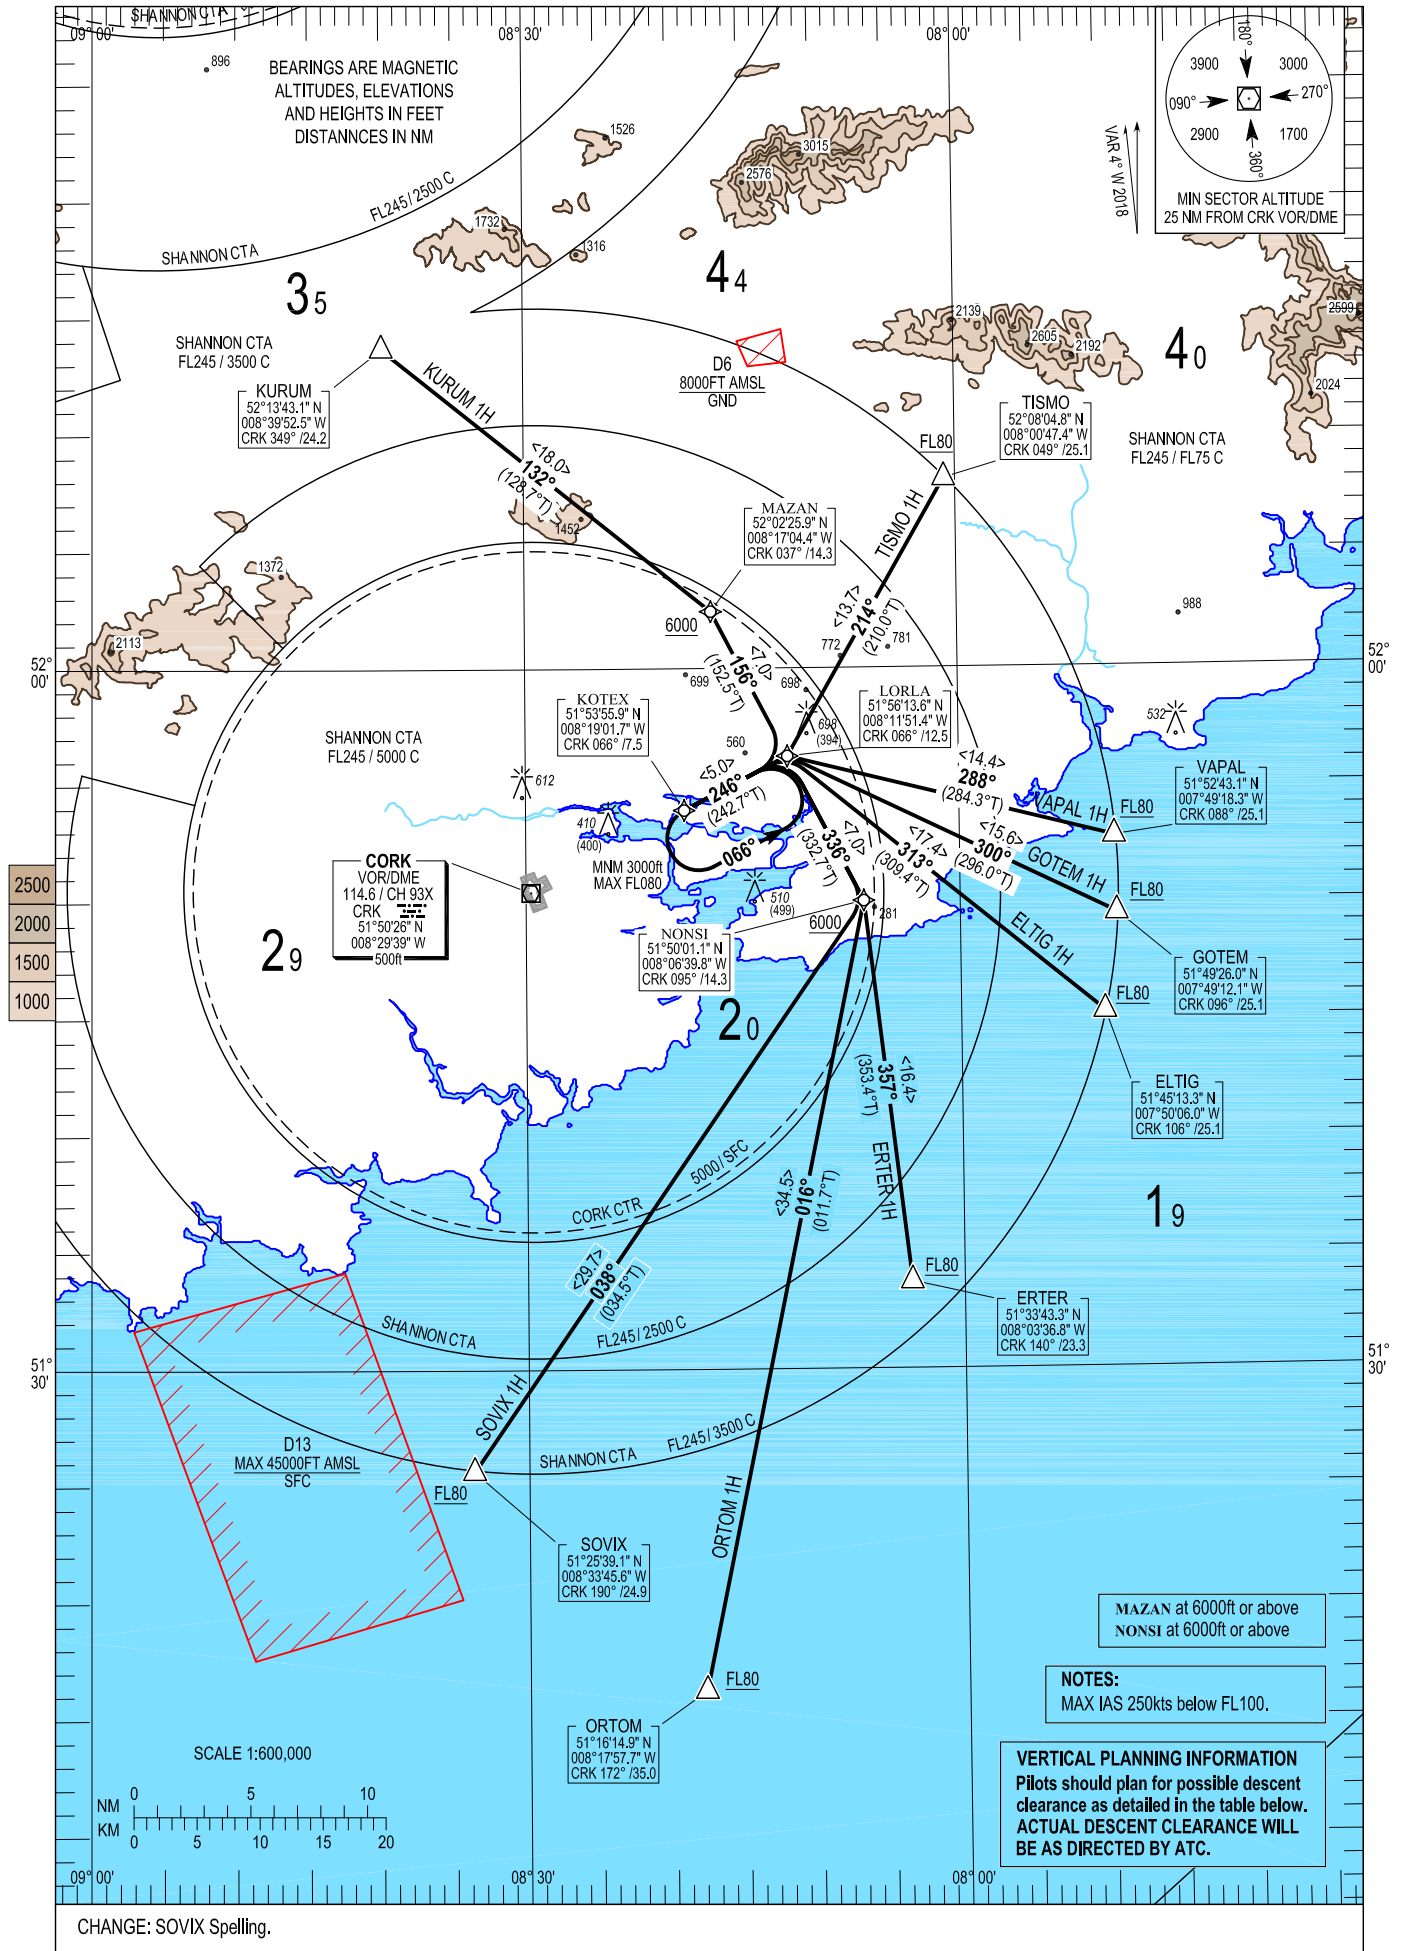 SHANNON CTA
09° 00'
08° 30'
08° 00'
896
BEARINGS ARE MAGNETIC
ALTITUDES, ELEVATIONS
AND HEIGHTS IN FEET
DISTANNCES IN NM
180°
3900
3000
090°
270°
2900
1700
360°
MIN SECTOR ALTITUDE
25 NM FROM CRK VOR/DME
VAR 4° W 2018
1526
3015
2576
FL245 / 2500 C
1732
1316
SHANNON CTA
3 5
4 4
4 0
2599
2139
2605
2192
2024
SHANNON CTA
FL245 / 3500 C
D6
8000FT AMSL
GND
KURUM
52°13'43.1" N
008°39'52.5" W
CRK 349° /24.2
KURUM 1H
<18.0>
132°
(128.7°T)
1452
TISMO
52°08'04.8" N
008°00'47.4" W
CRK 049° /25.1
FL80
SHANNON CTA
FL245 / FL75 C
TISMO 1H
<13.7>
214°
(210.0°T)
MAZAN
52°02'25.9" N
008°17'04.4" W
CRK 037° /14.3
6000
1372
2113
988
772
781
52°
00'
52°
00'
<7.0>
156°
(152.5°T)
699
698
KOTEX
51°53'55.9" N
008°19'01.7" W
CRK 066° /7.5
LORLA
51°56'13.6" N
008°11'51.4" W
CRK 066° /12.5
698
(394)
532
SHANNON CTA
FL245 / 5000 C
560
612
<5.0>
246°
(242.7°T)
<14.4>
288°
(284.3°T)
VAPAL 1H
FL80
VAPAL
51°52'43.1" N
007°49'18.3" W
CRK 088° /25.1
410
(400)
MNM 3000ft
MAX FL080
066°
<7.0>
336°
(332.7°T)
<17.4>
313°
(309.4°T)
<15.6>
300°
(296.0°T)
GOTEM 1H
FL80
ELTIG 1H
FL80
CORK
VOR/DME
114.6 / CH 93X
CRK
51°50'26" N
008°29'39" W
500ft
510
(499)
281
6000
NONSI
51°50'01.1" N
008°06'39.8" W
CRK 095° /14.3
GOTEM
51°49'26.0" N
007°49'12.1" W
CRK 096° /25.1
2500
2000
1500
1000
2 9
2 0
1 9
ELTIG
51°45'13.3" N
007°50'06.0" W
CRK 106° /25.1
<16.4>
357°
(353.4°T)
ERTER 1H
<34.5>
016°
(011.7°T)
5000 / SFC
CORK CTR
<29.7>
038°
(034.5°T)
FL80
ERTER
51°33'43.3" N
008°03'36.8" W
CRK 140° /23.3
SHANNON CTA
FL245 / 2500 C
51°
30'
51°
30'
SOVIX 1H
FL245 / 3500 C
SHANNON CTA
D13
MAX 45000FT AMSL
SFC
FL80
SOVIX
51°25'39.1" N
008°33'45.6" W
CRK 190° /24.9
ORTOM 1H
FL80
ORTOM
51°16'14.9" N
008°17'57.7" W
CRK 172° /35.0
MAZAN at 6000ft or above
NONSI at 6000ft or above
NOTES:
MAX IAS 250kts below FL100.
VERTICAL PLANNING INFORMATION
Pilots should plan for possible descent
clearance as detailed in the table below.
ACTUAL DESCENT CLEARANCE WILL
BE AS DIRECTED BY ATC.
SCALE 1:600,000
NM 0 5 10
KM 0 5 10 15 20
09° 00'
08° 30'
08° 00'
CHANGE: SOVIX Spelling.